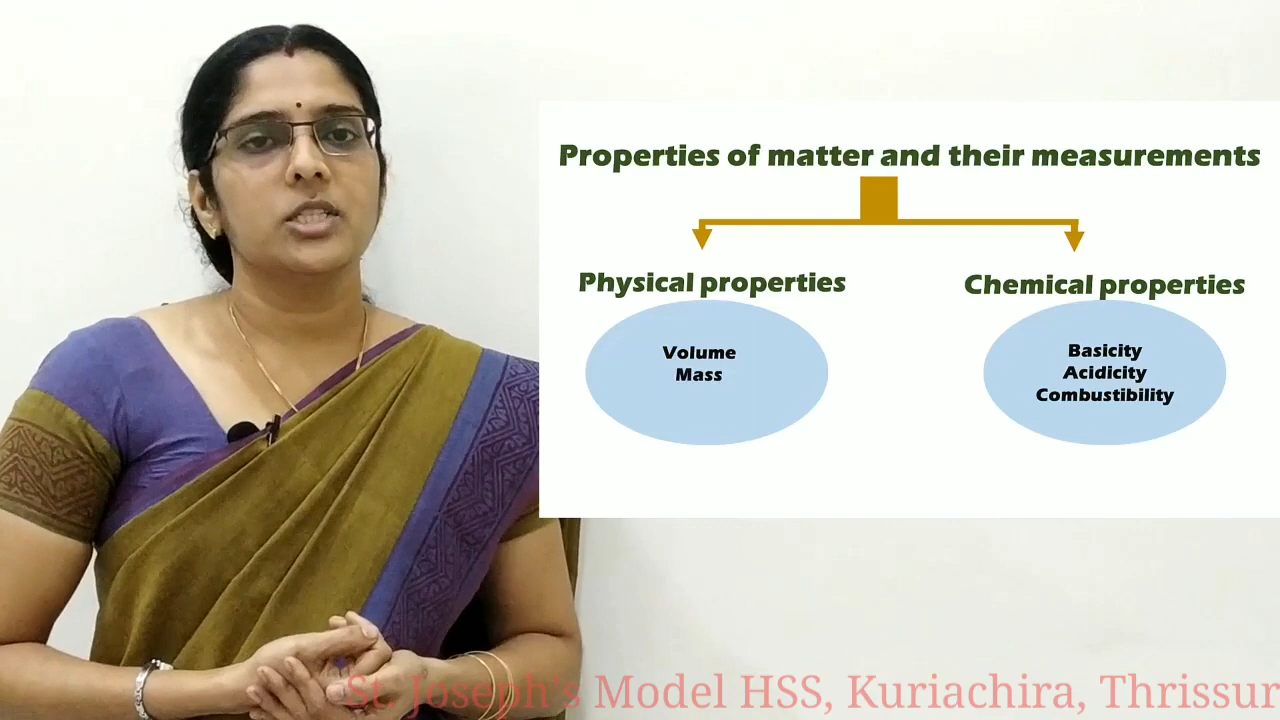 Properties of matter and their measurements
Physical properties
Chemical properties
Volume
Mass
Basicity
Acidicity
Combustibility
St. Joseph's Model HSS, Kuriachira, Thrissur